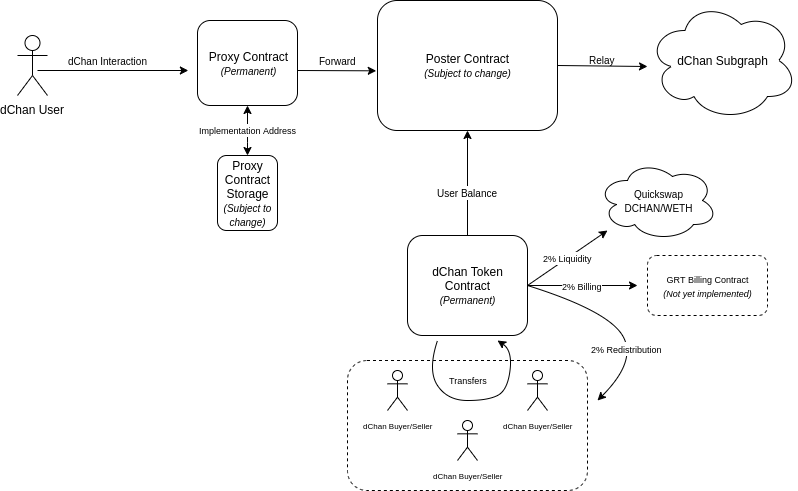 dChan User
dChan Interaction
Proxy Contract
(Permanent)
Forward
Poster Contract
(Subject to change)
Relay
dChan Subgraph
Implementation Address
Proxy
Contract
Storage
(Subject to
change)
User Balance
Quickswap
DCHAN/WETH
dChan Token
Contract
(Permanent)
2% Liquidity
2% Billing
GRT Billing Contract
(Not yet implemented)
2% Redistribution
Transfers
dChan Buyer/Seller
dChan Buyer/Seller
dChan Buyer/Seller